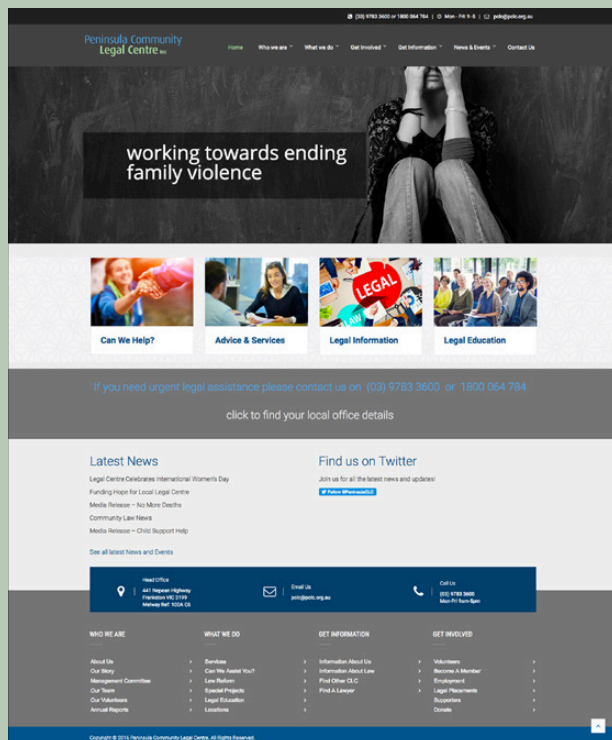 (03) 9783 3600 or 1800 064 784 | Mon - Fri 9-5 | pclc@pclc.org.au
Peninsula Community
Legal Centre Inc
Home Who we are What we do Get Involved Get Information News & Events Contact Us
working towards ending
family violence
LEGAL
LAW
Can We Help? Advice & Services Legal Information Legal Education
If you need urgent legal assistance please contact us on (03) 9783 3600 or 1800 064 784
click to find your local office details
Latest News Find us on Twitter
Legal Centre Celebrates International Women's Day Join us for all the latest news and updates!
Funding Hope for Local Legal Centre Follow @PeninsulaCLC
Media Release – No More Deaths
Community Law News
Media Release – Child Support Help
See all latest News and Events
Head Office Email Us Call Us
441 Nepean Highway pclc@pclc.org.au (03) 9783 3600
Frankston VIC 3199 Mon-Fri 9am-5pm
Melway Ref: 100A C6
WHO WE ARE WHAT WE DO GET INFORMATION GET INVOLVED
About Us Services Information About Us Volunteers
Our Story Can We Assist You? Information About Law Become A Member
Management Committee Law Reform Find Other CLC Employment
Our Team Special Projects Find A Lawyer Legal Placements
Our Volunteers Legal Education Supporters
Annual Reports Locations Donate
Copyright © 2016 Peninsula Community Legal Centre. All Rights Reserved.